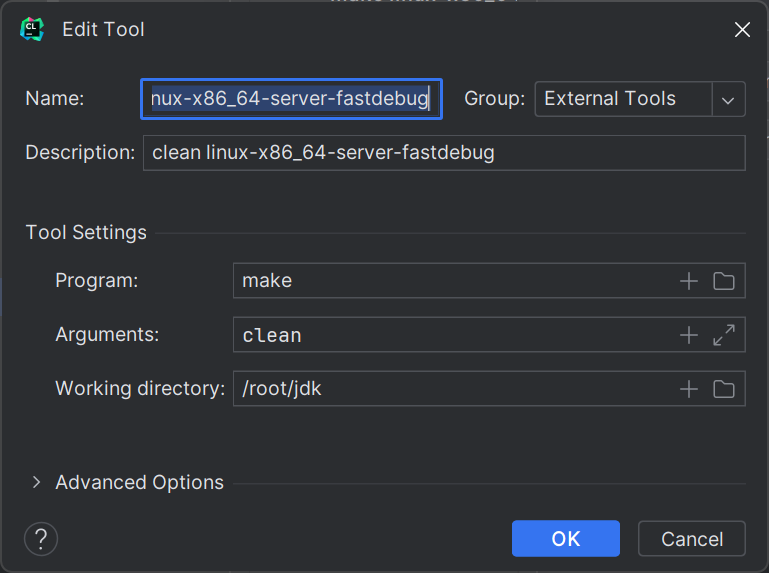 CL
Edit Tool
Name: nux-x86_64-server-fastdebug Group: External Tools
Description: clean linux-x86_64-server-fastdebug
Tool Settings
Program: make
Arguments: clean
Working directory: /root/jdk
Advanced Options
? OK Cancel